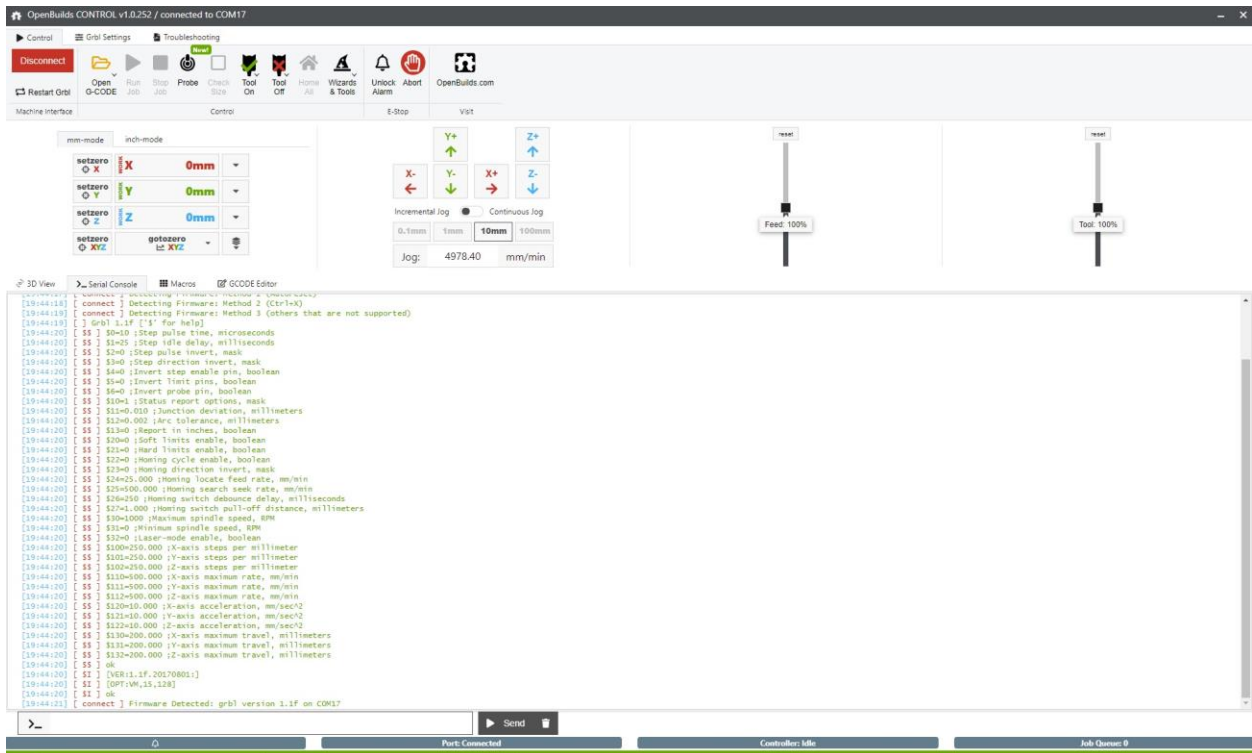 OpenBuilds CONTROL v1.0.252 / connected to COM17
Control Grbl Settings Troubleshooting
New!
Disconnect
Restart Grbl
Open G-CODE
Run Job
Stop Job
Probe
Check Size
Tool On
Tool Off
Home All
Wizards & Tools
Unlock Alarm
Abort
OpenBuilds.com
Machine Interface
Control
E-Stop
Visit
mm-mode inch-mode
setzero X WORK X 0mm
setzero Y WORK Y 0mm
setzero Z WORK Z 0mm
setzero XYZ gotozero XYZ
Y+ Z+
X- Y- X+ Z-
Incremental Jog Continuous Jog
0.1mm 1mm 10mm 100mm
Jog: 4978.40 mm/min
reset
Feed: 100%
reset
Tool: 100%
3D View Serial Console Macros GCODE Editor
[19:44:18] [ connect ] Detecting Firmware: Method 2 (Ctrl+X)
[19:44:19] [ connect ] Detecting Firmware: Method 3 (others that are not supported)
[19:44:19] [ ] Grbl 1.1f ['$' for help]
[19:44:20] [ $$ ] $0=10 ;Step pulse time, microseconds
[19:44:20] [ $$ ] $1=25 ;Step idle delay, milliseconds
[19:44:20] [ $$ ] $2=0 ;Step pulse invert, mask
[19:44:20] [ $$ ] $3=0 ;Step direction invert, mask
[19:44:20] [ $$ ] $4=0 ;Invert step enable pin, boolean
[19:44:20] [ $$ ] $5=0 ;Invert limit pins, boolean
[19:44:20] [ $$ ] $6=0 ;Invert probe pin, boolean
[19:44:20] [ $$ ] $10=1 ;Status report options, mask
[19:44:20] [ $$ ] $11=0.010 ;Junction deviation, millimeters
[19:44:20] [ $$ ] $12=0.002 ;Arc tolerance, millimeters
[19:44:20] [ $$ ] $13=0 ;Report in inches, boolean
[19:44:20] [ $$ ] $20=0 ;Soft limits enable, boolean
[19:44:20] [ $$ ] $21=0 ;Hard limits enable, boolean
[19:44:20] [ $$ ] $22=0 ;Homing cycle enable, boolean
[19:44:20] [ $$ ] $23=0 ;Homing direction invert, mask
[19:44:20] [ $$ ] $24=25.000 ;Homing locate feed rate, mm/min
[19:44:20] [ $$ ] $25=500.000 ;Homing search seek rate, mm/min
[19:44:20] [ $$ ] $26=250 ;Homing switch debounce delay, milliseconds
[19:44:20] [ $$ ] $27=1.000 ;Homing switch pull-off distance, millimeters
[19:44:20] [ $$ ] $30=1000 ;Maximum spindle speed, RPM
[19:44:20] [ $$ ] $31=0 ;Minimum spindle speed, RPM
[19:44:20] [ $$ ] $32=0 ;Laser-mode enable, boolean
[19:44:20] [ $$ ] $100=250.000 ;X-axis steps per millimeter
[19:44:20] [ $$ ] $101=250.000 ;Y-axis steps per millimeter
[19:44:20] [ $$ ] $102=250.000 ;Z-axis steps per millimeter
[19:44:20] [ $$ ] $110=500.000 ;X-axis maximum rate, mm/min
[19:44:20] [ $$ ] $111=500.000 ;Y-axis maximum rate, mm/min
[19:44:20] [ $$ ] $112=500.000 ;Z-axis maximum rate, mm/min
[19:44:20] [ $$ ] $120=10.000 ;X-axis acceleration, mm/sec^2
[19:44:20] [ $$ ] $121=10.000 ;Y-axis acceleration, mm/sec^2
[19:44:20] [ $$ ] $122=10.000 ;Z-axis acceleration, mm/sec^2
[19:44:20] [ $$ ] $130=200.000 ;X-axis maximum travel, millimeters
[19:44:20] [ $$ ] $131=200.000 ;Y-axis maximum travel, millimeters
[19:44:20] [ $$ ] $132=200.000 ;Z-axis maximum travel, millimeters
[19:44:20] [ $$ ] ok
[19:44:20] [ $I ] [VER:1.1f.20170801:]
[19:44:20] [ $I ] [OPT:VM,15,128]
[19:44:20] [ $I ] ok
[19:44:21] [ connect ] Firmware Detected: grbl version 1.1f on COM17
>_ Send
Port: Connected Controller: Idle Job Queue: 0